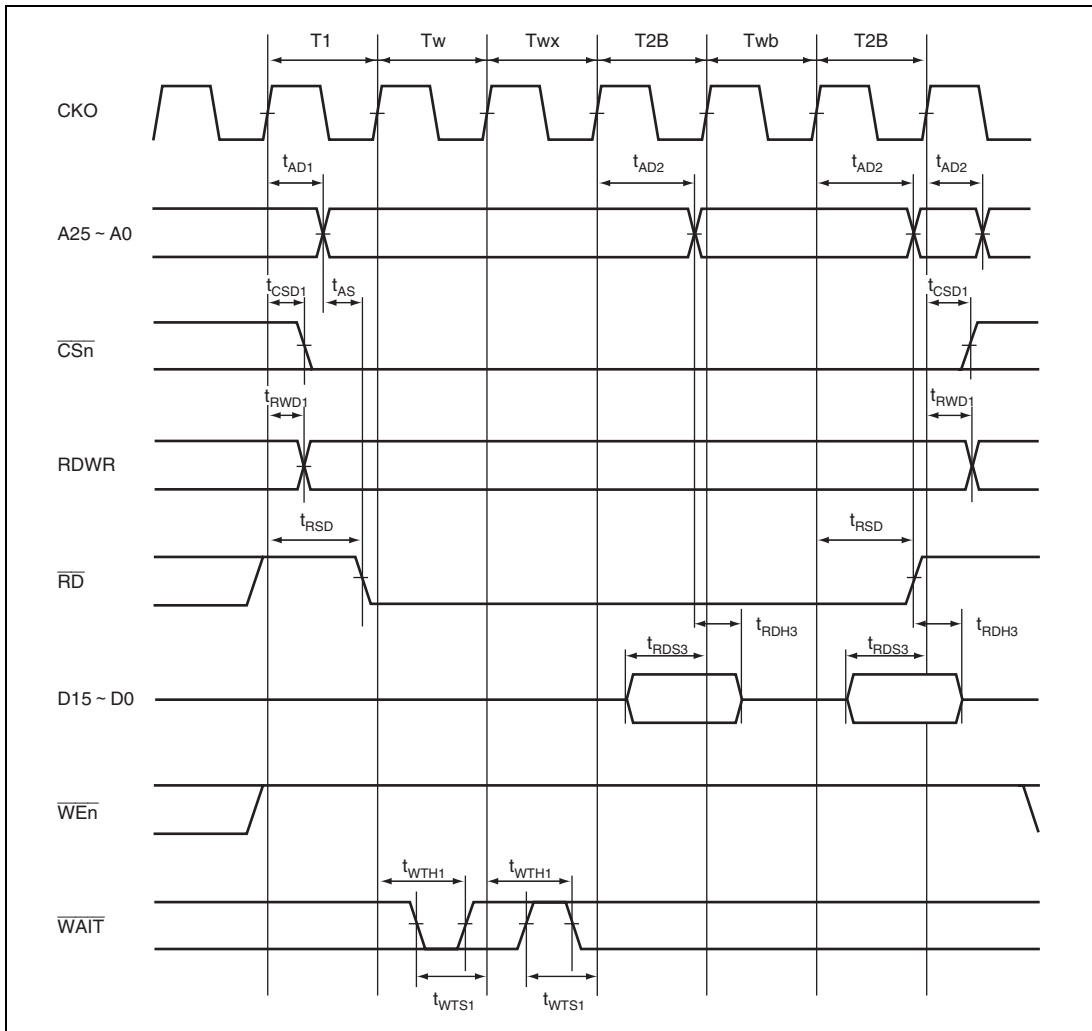 T1 Tw Twx T2B Twb T2B
CKO
tAD1 tAD2 tAD2 tAD2
A25 ~ A0
tCSD1 tAS tCSD1
CSn
tRWD1 tRWD1
RDWR
tRSD tRSD
RD
tRDS3 tRDH3 tRDS3 tRDH3
D15 ~ D0
WEn
tWTH1 tWTH1
WAIT
tWTS1 tWTS1